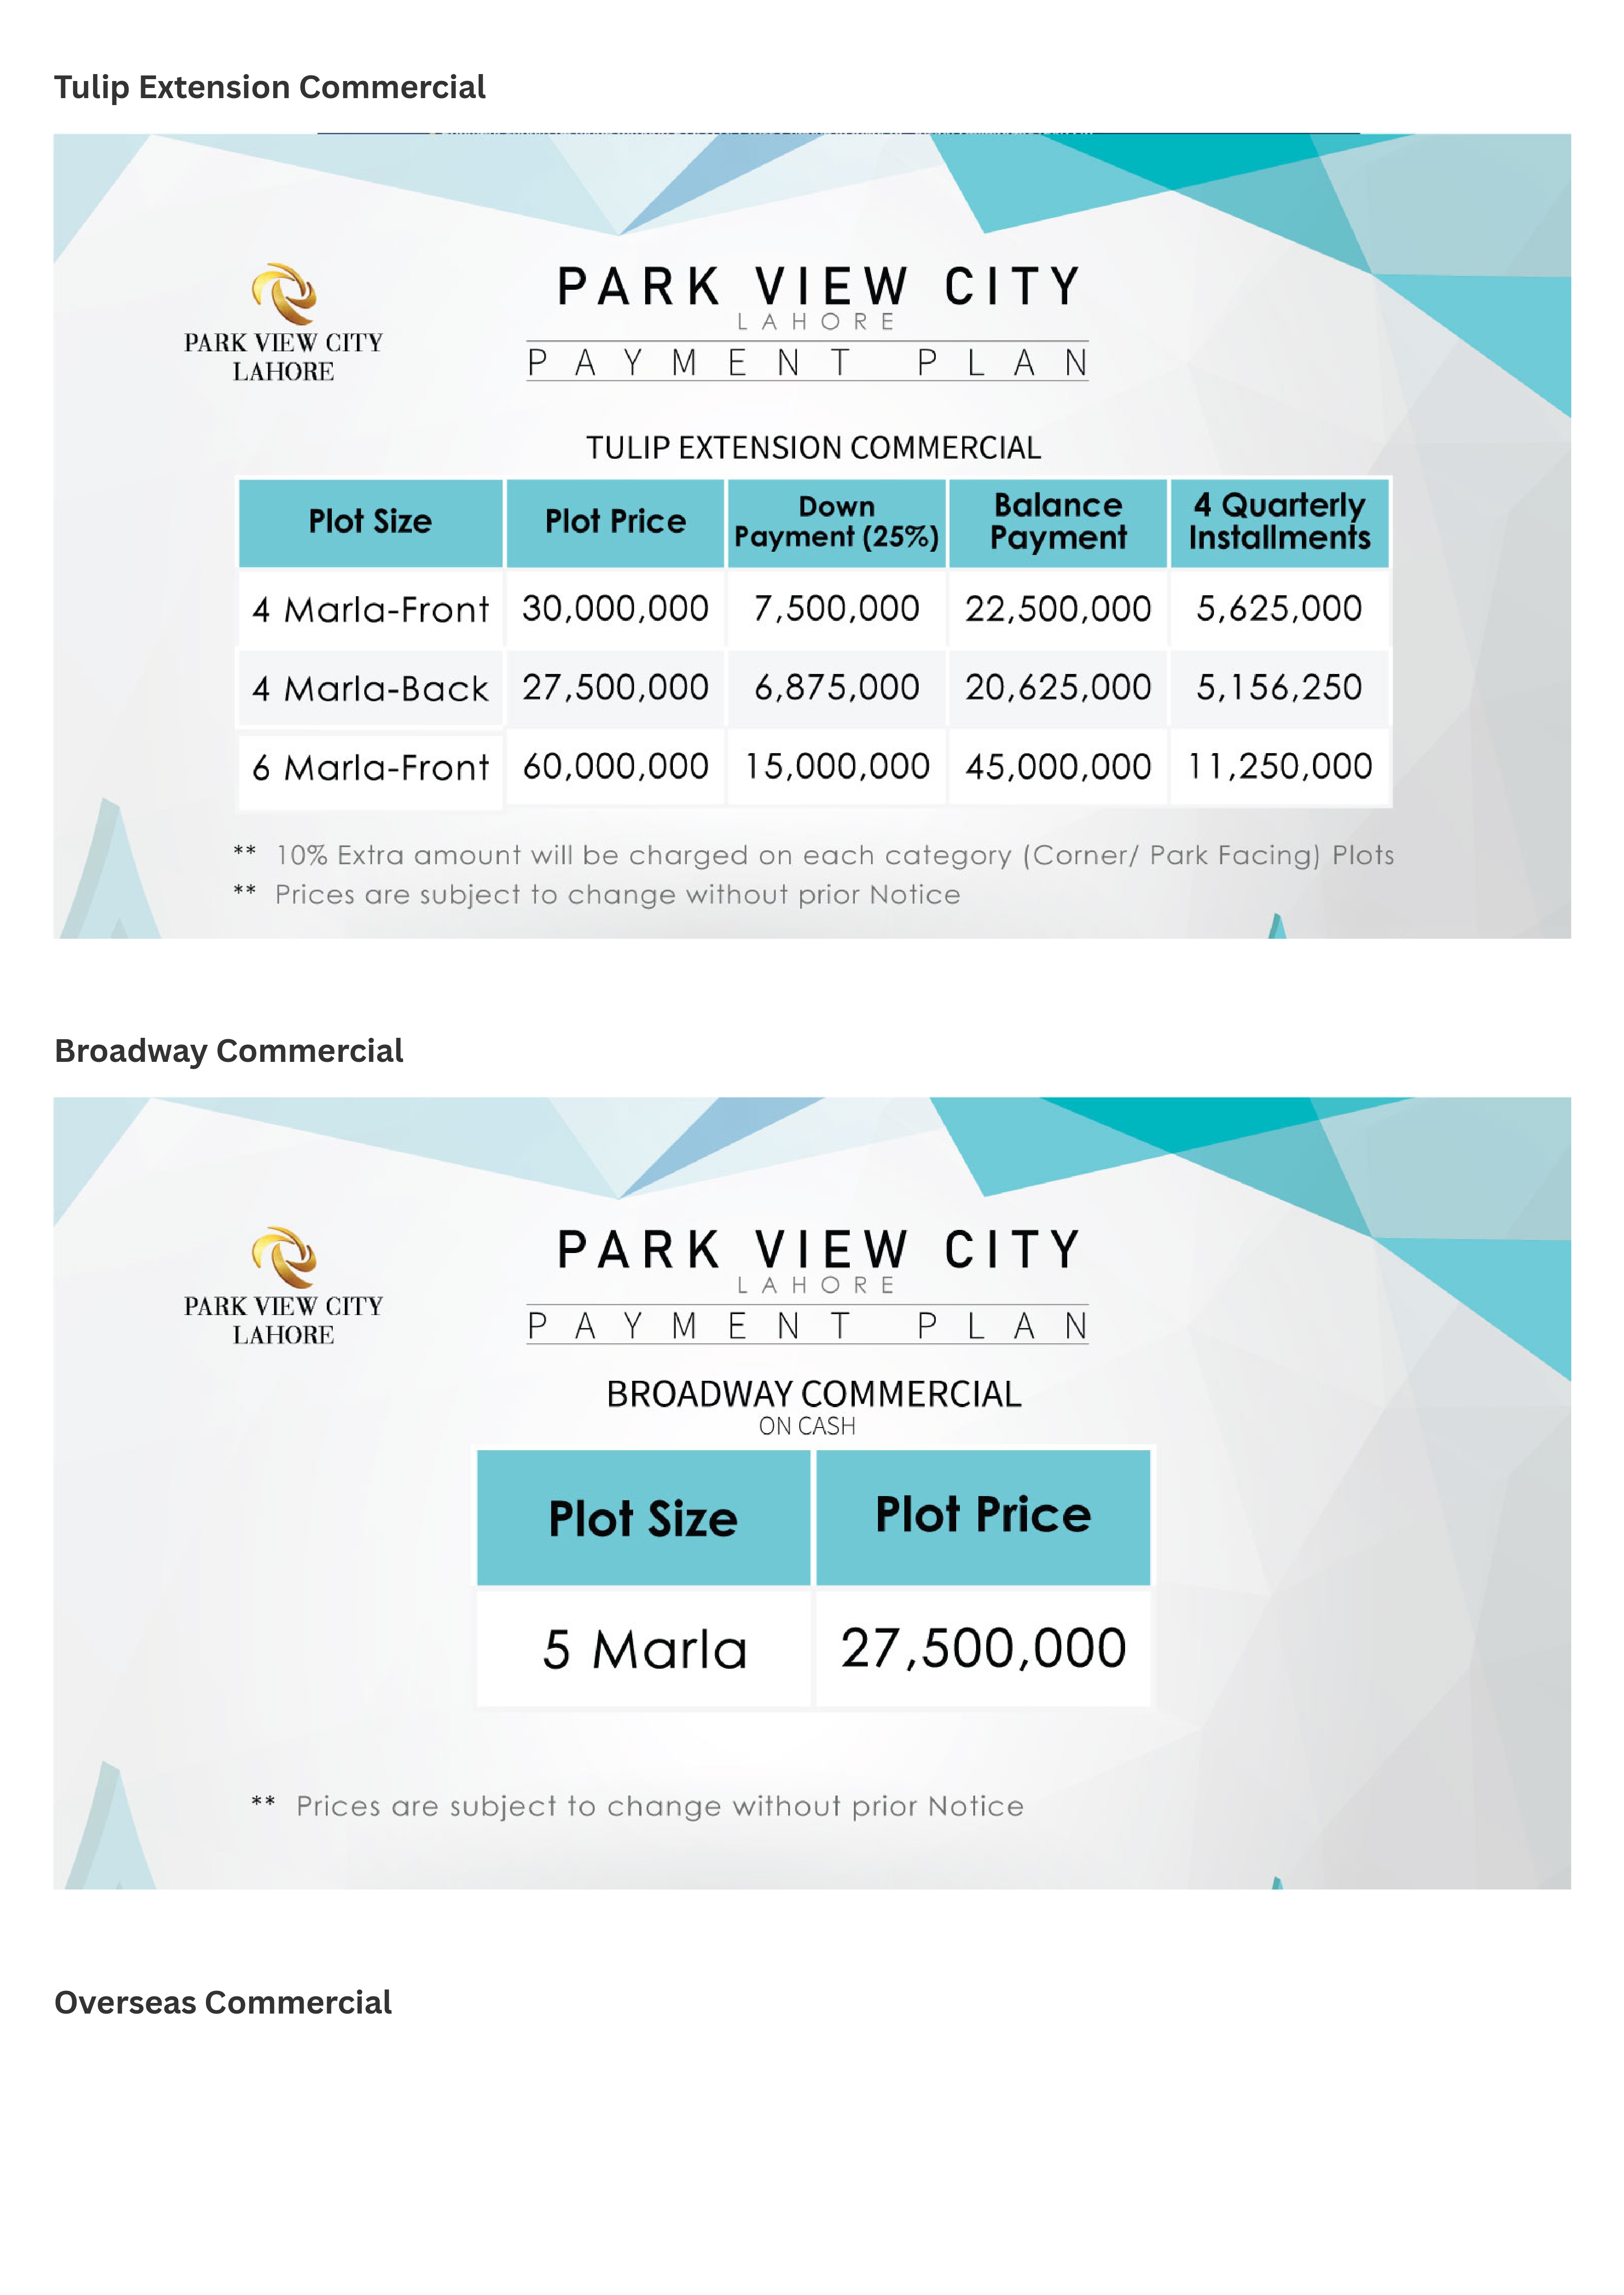 Tulip Extension Commercial
PARK VIEW CITY
LAHORE
PARK VIEW CITY
LAHORE
PAYMENT PLAN
TULIP EXTENSION COMMERCIAL
Plot Size Plot Price Down Payment (25%) Balance Payment 4 Quarterly Installments
4 Marla-Front 30,000,000 7,500,000 22,500,000 5,625,000
4 Marla-Back 27,500,000 6,875,000 20,625,000 5,156,250
6 Marla-Front 60,000,000 15,000,000 45,000,000 11,250,000
** 10% Extra amount will be charged on each category (Corner/ Park Facing) Plots
** Prices are subject to change without prior Notice
Broadway Commercial
PARK VIEW CITY
LAHORE
PARK VIEW CITY
LAHORE
PAYMENT PLAN
BROADWAY COMMERCIAL
ON CASH
Plot Size Plot Price
5 Marla 27,500,000
** Prices are subject to change without prior Notice
Overseas Commercial